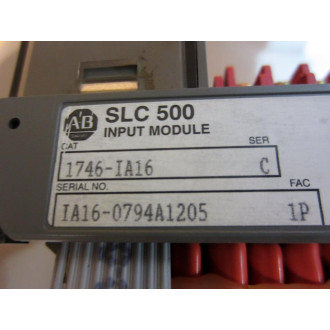 AB
SLC 500
INPUT MODULE
CAT SER
1746-IA16 C
SERIAL NO. FAC
IA16-0794A1205 1P